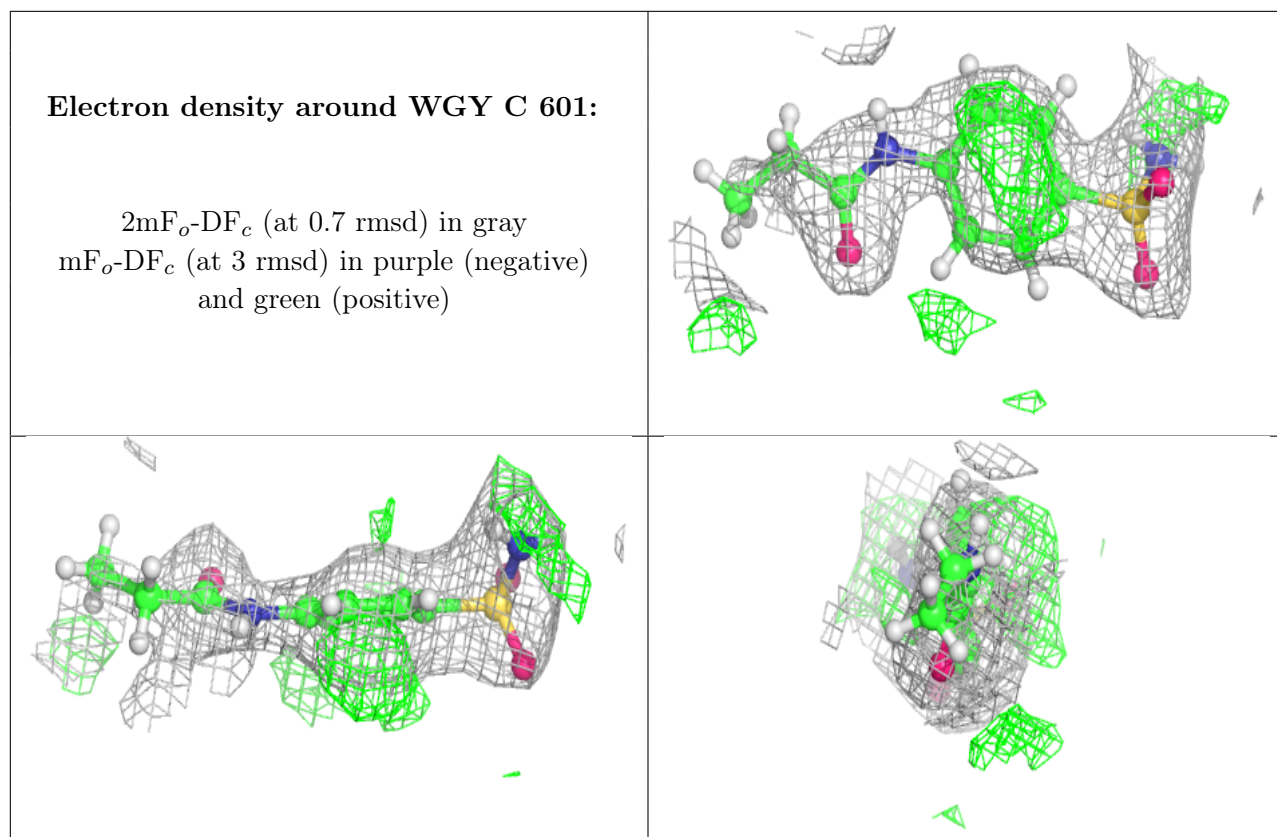 Electron density around WGY C 601:
2mFo-DFc (at 0.7 rmsd) in gray
mFo-DFc (at 3 rmsd) in purple (negative)
and green (positive)